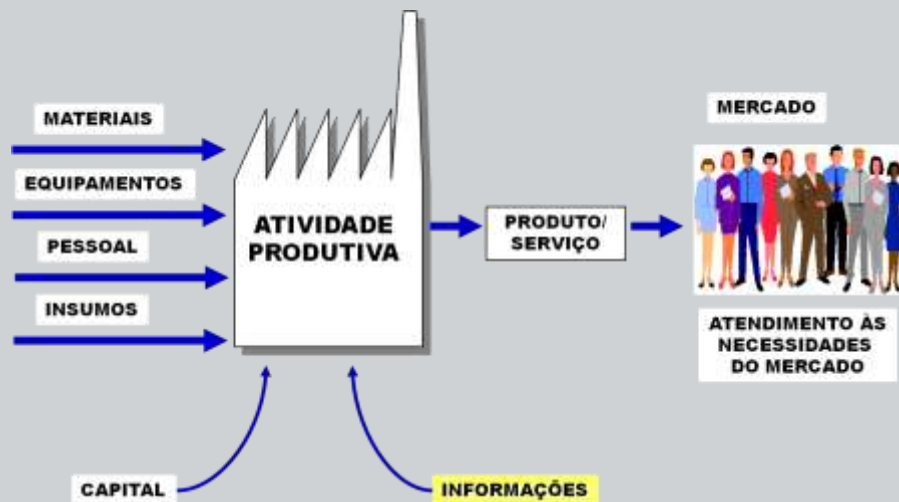 MATERIAIS
EQUIPAMENTOS
PESSOAL
INSUMOS
ATIVIDADE
PRODUTIVA
PRODUTO/
SERVIÇO
MERCADO
ATENDIMENTO ÀS
NECESSIDADES
DO MERCADO
CAPITAL
INFORMAÇÕES